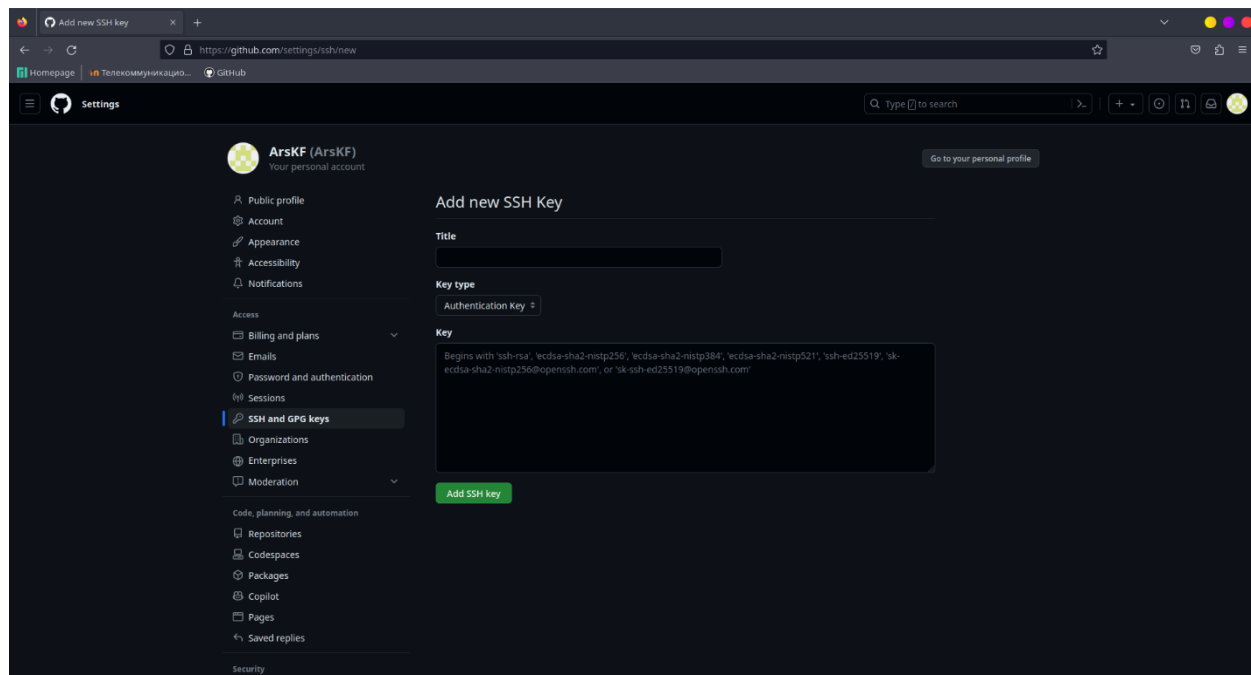 Add new SSH key
https://github.com/settings/ssh/new
Homepage
Телекоммуникацио...
GitHub
Settings
Type / to search
ArsKF (ArsKF)
Your personal account
Go to your personal profile
Public profile
Account
Appearance
Accessibility
Notifications
Access
Billing and plans
Emails
Password and authentication
Sessions
SSH and GPG keys
Organizations
Enterprises
Moderation
Code, planning, and automation
Repositories
Codespaces
Packages
Copilot
Pages
Saved replies
Security
Add new SSH Key
Title
Key type
Authentication Key
Key
Begins with 'ssh-rsa', 'ecdsa-sha2-nistp256', 'ecdsa-sha2-nistp384', 'ecdsa-sha2-nistp521', 'ssh-ed25519', 'sk-
ecdsa-sha2-nistp256@openssh.com', or 'sk-ssh-ed25519@openssh.com'
Add SSH key